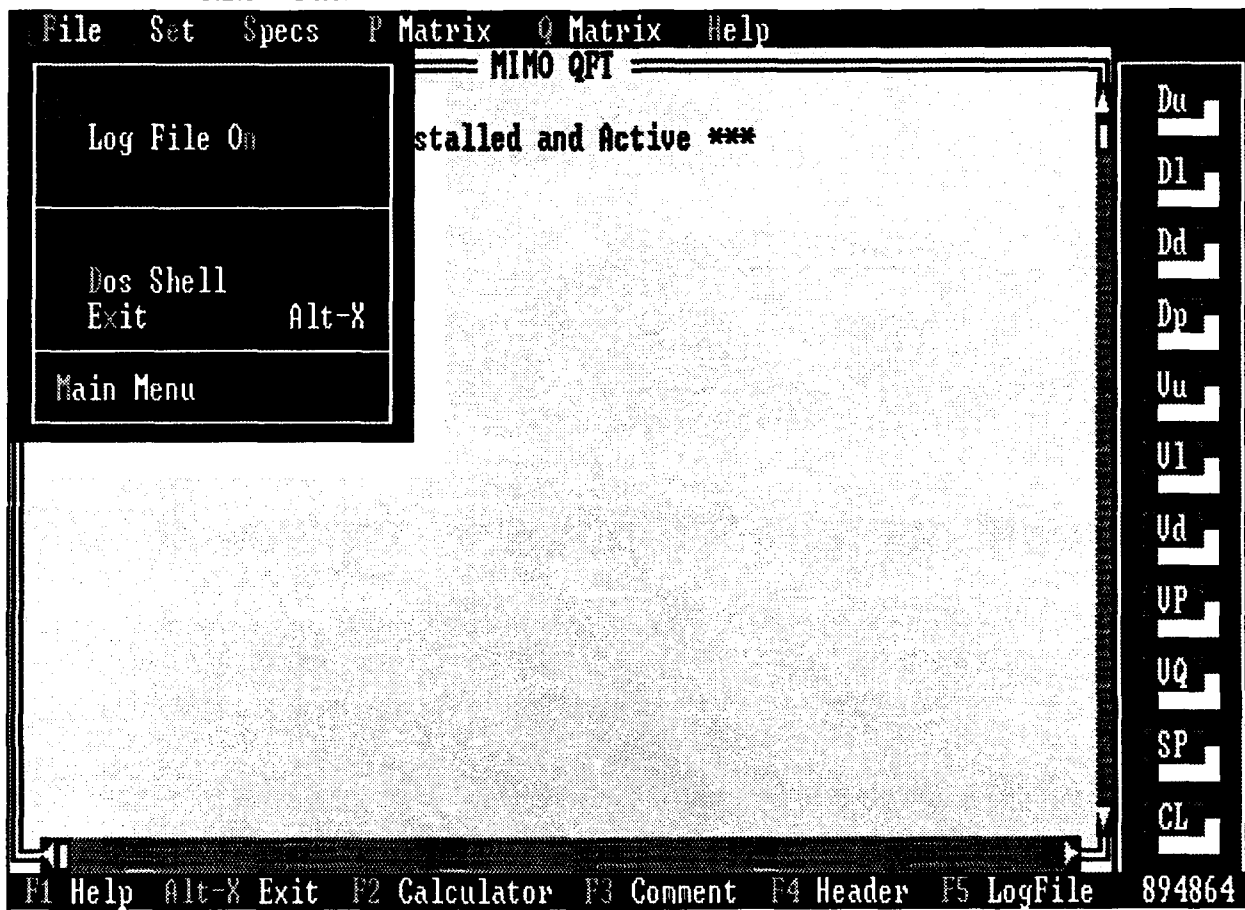 File Set Specs P Matrix Q Matrix Help
MIMO QFT
Log File On
stalled and Active ***
Dos Shell
Exit Alt-X
Main Menu
Du
Dl
Dd
Dp
Vu
Vl
Vd
VP
VQ
SP
CL
F1 Help Alt-X Exit F2 Calculator F3 Comment F4 Header F5 LogFile 894864